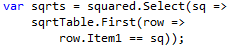 var sqrts = squared.Select(sq =>
    sqrtTable.First(row =>
        row.Item1 == sq));